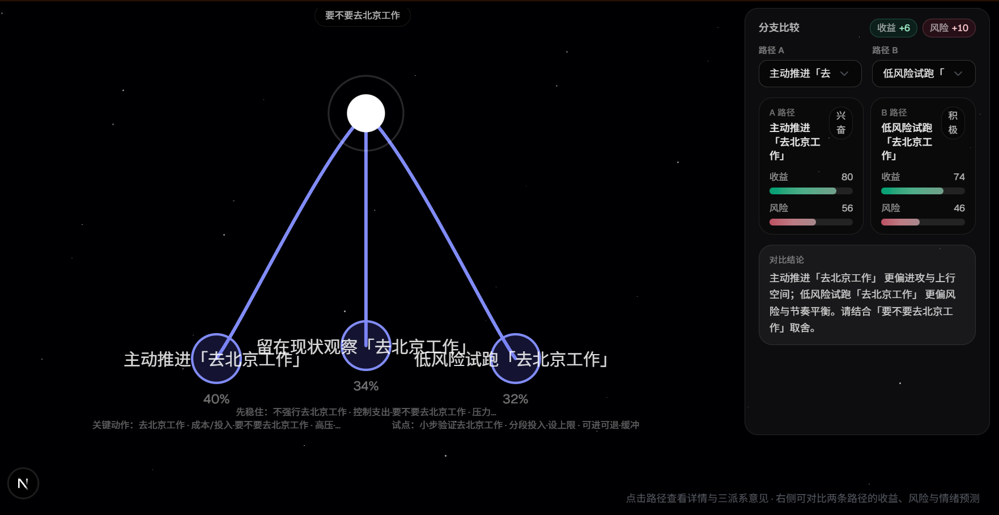 要不要去北京工作
主动推进「去北京工作」
40%
关键动作：去北京工作 · 成本/投入·要不要去北京工作 · 高压·...
留在现状观察「去北京工作」
34%
先稳住：不强行去北京工作 · 控制支出·要不要去北京工作 · 压力...
低风险试跑「去北京工作」
32%
试点：小步验证去北京工作 · 分段投入·设上限 · 可进可退·缓冲
分支比较
收益 +6
风险 +10
路径 A
路径 B
主动推进「去
低风险试跑「
A 路径
主动推进
「去北京工
作」
兴
奋
收益 80
风险 56
B 路径
低风险试跑
「去北京工
作」
积
极
收益 74
风险 46
对比结论
主动推进「去北京工作」 更偏进攻与上行
空间；低风险试跑「去北京工作」 更偏风
险与节奏平衡。请结合「要不要去北京工
作」取舍。
N
点击路径查看详情与三派系意见 · 右侧可对比两条路径的收益、风险与情绪预测